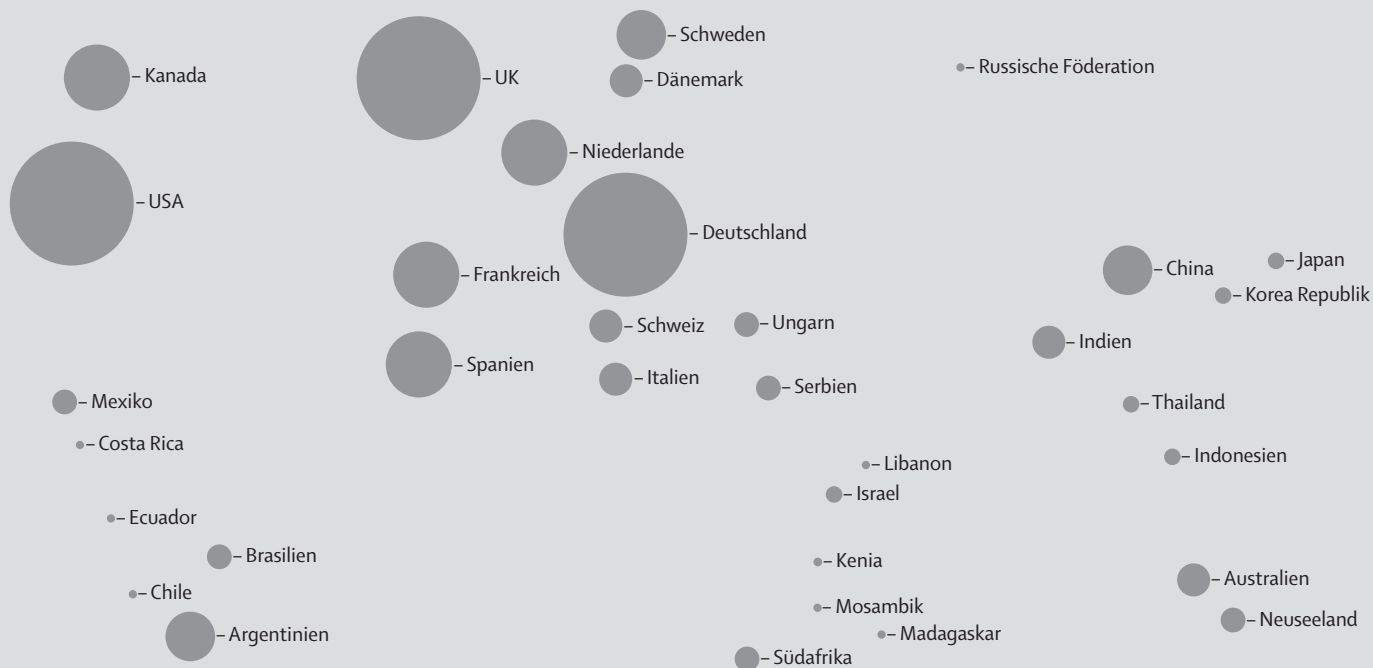 Schweden
Kanada
UK
Dänemark
Russische Föderation
Niederlande
USA
Deutschland
Frankreich
China
Japan
Korea Republik
Schweiz
Ungarn
Indien
Spanien
Italien
Serbien
Mexiko
Thailand
Costa Rica
Libanon
Indonesien
Israel
Ecuador
Brasilien
Kenia
Chile
Australien
Mosambik
Neuseeland
Argentinien
Madagaskar
Südafrika